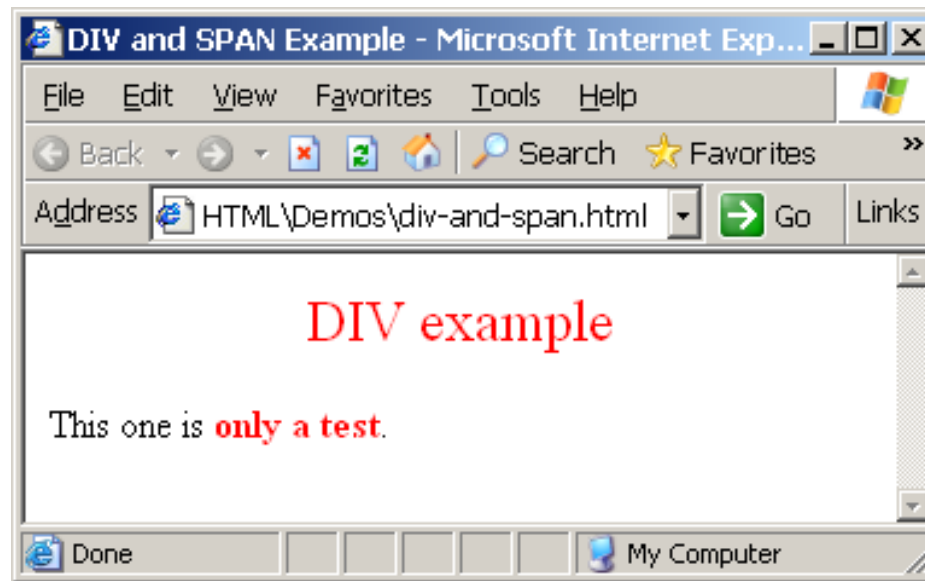 DIV and SPAN Example - Microsoft Internet Exp...
File Edit View Favorites Tools Help
Back Search Favorites »
Address HTML\Demos\div-and-span.html Go Links
DIV example
This one is only a test.
Done My Computer